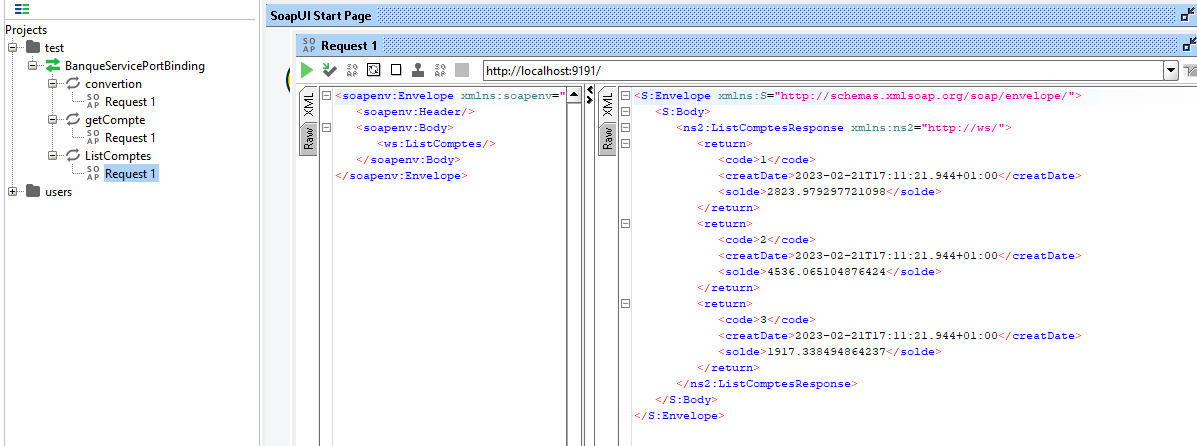 SoapUI Start Page
Projects
test
BanqueServicePortBinding
convertion
SO AP Request 1
getCompte
SO AP Request 1
ListComptes
SO AP Request 1
users
SO AP Request 1
SO AP SO AP
http://localhost:9191/
XML
Raw
<soapenv:Envelope xmlns:soapenv="
<soapenv:Header/>
<soapenv:Body>
<ws:ListComptes/>
</soapenv:Body>
</soapenv:Envelope>
XML
Raw
<S:Envelope xmlns:S="http://schemas.xmlsoap.org/soap/envelope/">
<S:Body>
<ns2:ListComptesResponse xmlns:ns2="http://ws/">
<return>
<code>1</code>
<creatDate>2023-02-21T17:11:21.944+01:00</creatDate>
<solde>2823.979297721098</solde>
</return>
<return>
<code>2</code>
<creatDate>2023-02-21T17:11:21.944+01:00</creatDate>
<solde>4536.065104876424</solde>
</return>
<return>
<code>3</code>
<creatDate>2023-02-21T17:11:21.944+01:00</creatDate>
<solde>1917.338494864237</solde>
</return>
</ns2:ListComptesResponse>
</S:Body>
</S:Envelope>